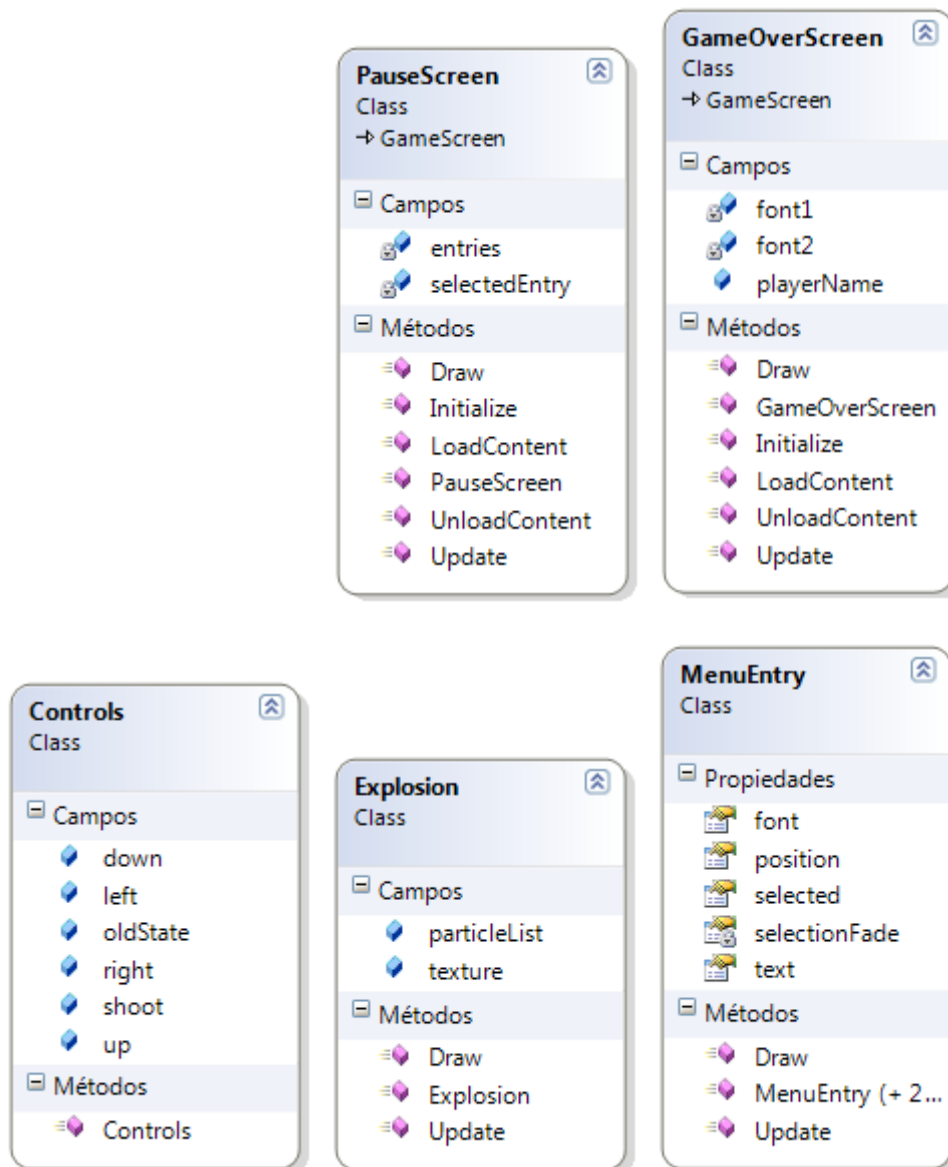 PauseScreen
Class
GameScreen
Campos
entries
selectedEntry
Métodos
Draw
Initialize
LoadContent
PauseScreen
UnloadContent
Update
GameOverScreen
Class
GameScreen
Campos
font1
font2
playerName
Métodos
Draw
GameOverScreen
Initialize
LoadContent
UnloadContent
Update
Controls
Class
Campos
down
left
oldState
right
shoot
up
Métodos
Controls
Explosion
Class
Campos
particleList
texture
Métodos
Draw
Explosion
Update
MenuEntry
Class
Propiedades
font
position
selected
selectionFade
text
Métodos
Draw
MenuEntry (+ 2...
Update